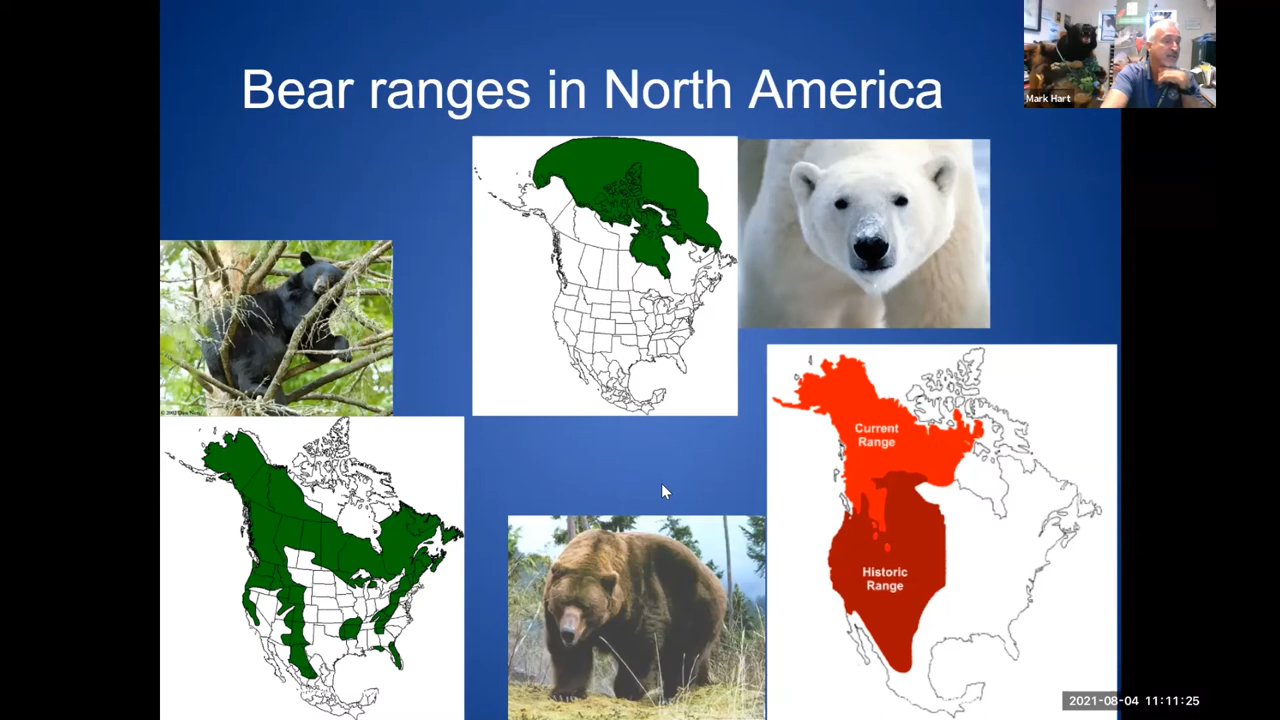 Bear ranges in North America
Mark Hart
Current
Range
Historic
Range
2021-08-04 11:11:25